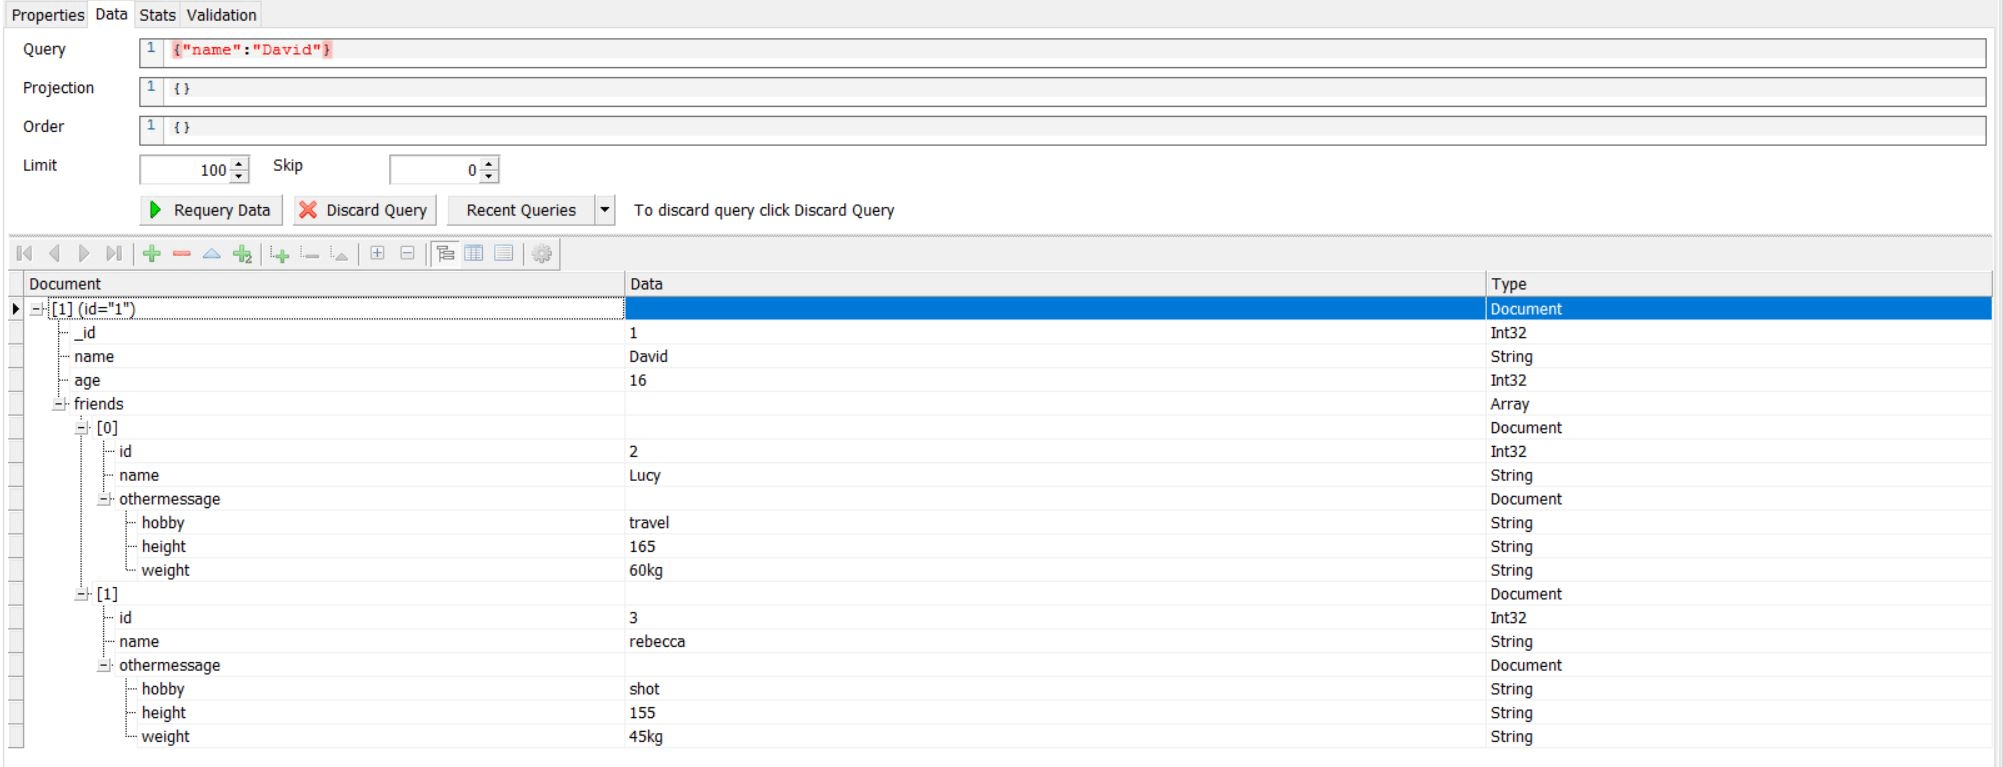 Properties Data Stats Validation
Query 1 {"name":"David"}
Projection 1 {}
Order 1 {}
Limit 100 Skip 0
Requery Data Discard Query Recent Queries To discard query click Discard Query
Document Data Type
[1] (id="1") Document
_id 1 Int32
name David String
age 16 Int32
friends Array
[0] Document
id 2 Int32
name Lucy String
othermessage Document
hobby travel String
height 165 String
weight 60kg String
[1] Document
id 3 Int32
name rebecca String
othermessage Document
hobby shot String
height 155 String
weight 45kg String